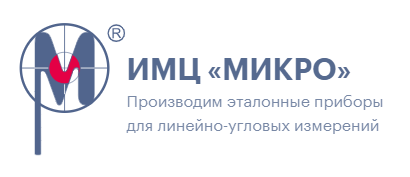 ®
ИМЦ «МИКРО»
Производим эталонные приборы
для линейно-угловых измерений